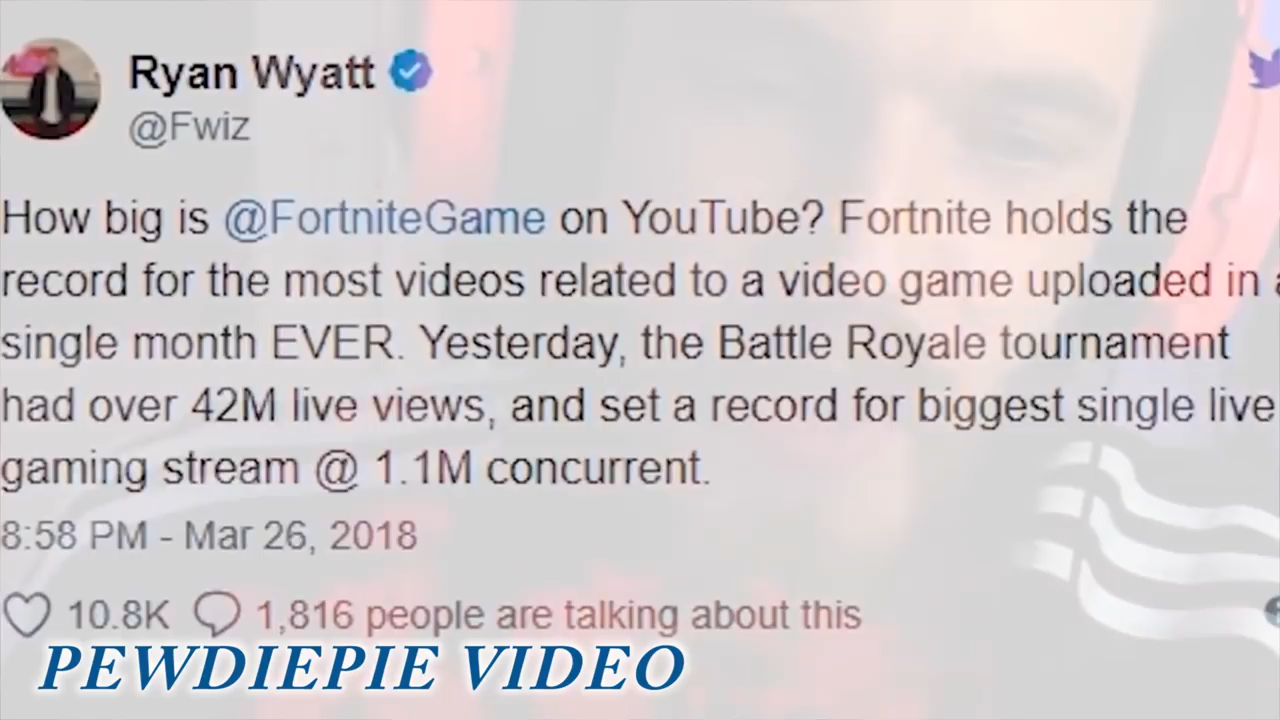 Ryan Wyatt
@Fwiz
How big is @FortniteGame on YouTube? Fortnite holds the
record for the most videos related to a video game uploaded in a
single month EVER. Yesterday, the Battle Royale tournament
had over 42M live views, and set a record for biggest single live
gaming stream @ 1.1M concurrent.
8:58 PM - Mar 26, 2018
10.8K 1,816 people are talking about this
PEWDIEPIE VIDEO